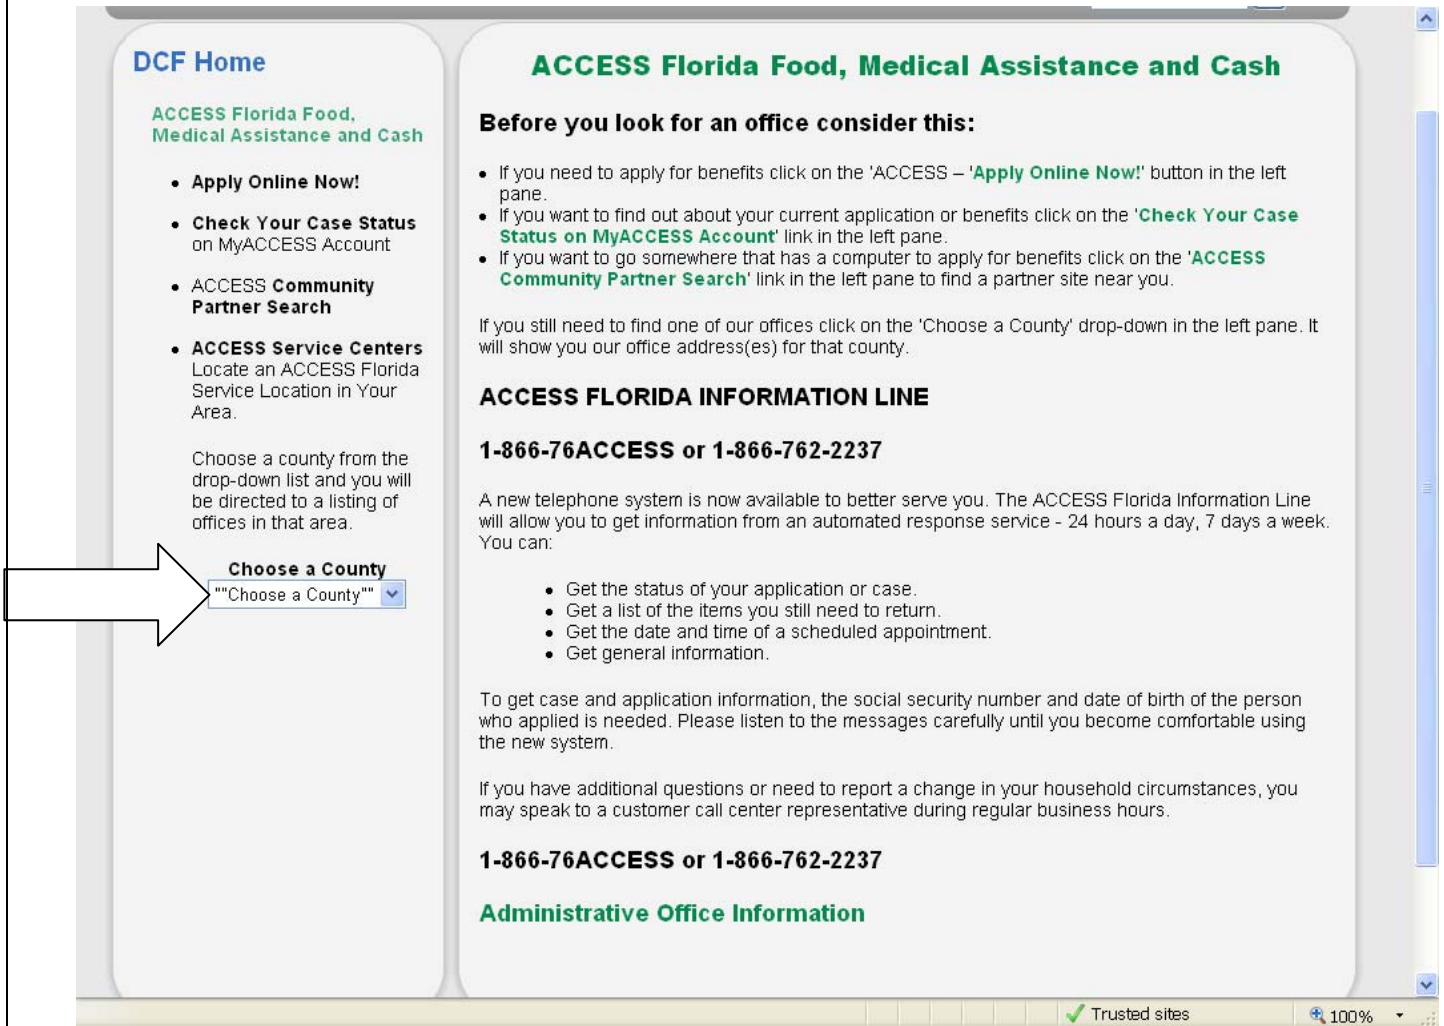 DCF Home
ACCESS Florida Food,
Medical Assistance and Cash
• Apply Online Now!
• Check Your Case Status
on MyACCESS Account
• ACCESS Community
Partner Search
• ACCESS Service Centers
Locate an ACCESS Florida
Service Location in Your
Area.
Choose a county from the
drop-down list and you will
be directed to a listing of
offices in that area.
Choose a County
""Choose a County""
ACCESS Florida Food, Medical Assistance and Cash
Before you look for an office consider this:
• If you need to apply for benefits click on the 'ACCESS – 'Apply Online Now!' button in the left
pane.
• If you want to find out about your current application or benefits click on the 'Check Your Case
Status on MyACCESS Account' link in the left pane.
• If you want to go somewhere that has a computer to apply for benefits click on the 'ACCESS
Community Partner Search' link in the left pane to find a partner site near you.
If you still need to find one of our offices click on the 'Choose a County' drop-down in the left pane. It
will show you our office address(es) for that county.
ACCESS FLORIDA INFORMATION LINE
1-866-76ACCESS or 1-866-762-2237
A new telephone system is now available to better serve you. The ACCESS Florida Information Line
will allow you to get information from an automated response service - 24 hours a day, 7 days a week.
You can:
• Get the status of your application or case.
• Get a list of the items you still need to return.
• Get the date and time of a scheduled appointment.
• Get general information.
To get case and application information, the social security number and date of birth of the person
who applied is needed. Please listen to the messages carefully until you become comfortable using
the new system.
If you have additional questions or need to report a change in your household circumstances, you
may speak to a customer call center representative during regular business hours.
1-866-76ACCESS or 1-866-762-2237
Administrative Office Information
Trusted sites
100%